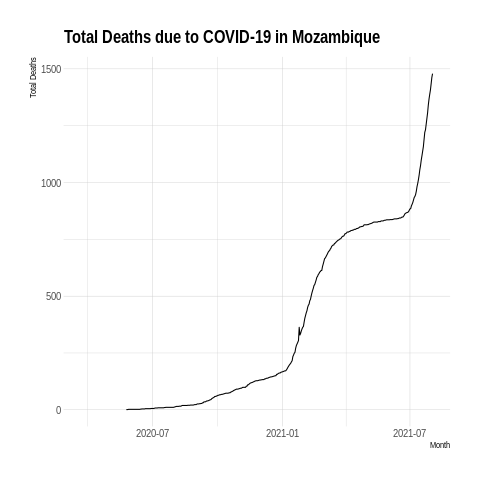 Total Deaths due to COVID-19 in Mozambique
Total Deaths
1500
1000
500
0
2020-07
2021-01
2021-07
Month